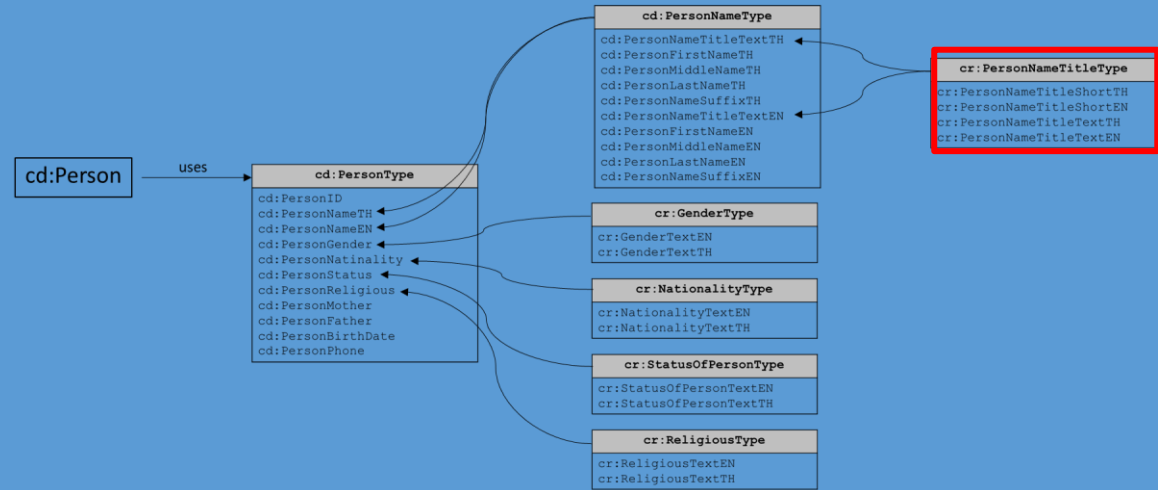 cd:Person
uses
cd:PersonType
cd:PersonID
cd:PersonNameTH
cd:PersonNameEN
cd:PersonGender
cd:PersonNatinality
cd:PersonStatus
cd:PersonReligious
cd:PersonMother
cd:PersonFather
cd:PersonBirthDate
cd:PersonPhone
cd:PersonNameType
cd:PersonNameTitleTextTH
cd:PersonFirstNameTH
cd:PersonMiddleNameTH
cd:PersonLastNameTH
cd:PersonNameSuffixTH
cd:PersonNameTitleTextEN
cd:PersonFirstNameEN
cd:PersonMiddleNameEN
cd:PersonLastNameEN
cd:PersonNameSuffixEN
cr:GenderType
cr:GenderTextEN
cr:GenderTextTH
cr:NationalityType
cr:NationalityTextEN
cr:NationalityTextTH
cr:StatusOfPersonType
cr:StatusOfPersonTextEN
cr:StatusOfPersonTextTH
cr:ReligiousType
cr:ReligiousTextEN
cr:ReligiousTextTH
cr:PersonNameTitleType
cr:PersonNameTitleShortTH
cr:PersonNameTitleShortEN
cr:PersonNameTitleTextTH
cr:PersonNameTitleTextEN